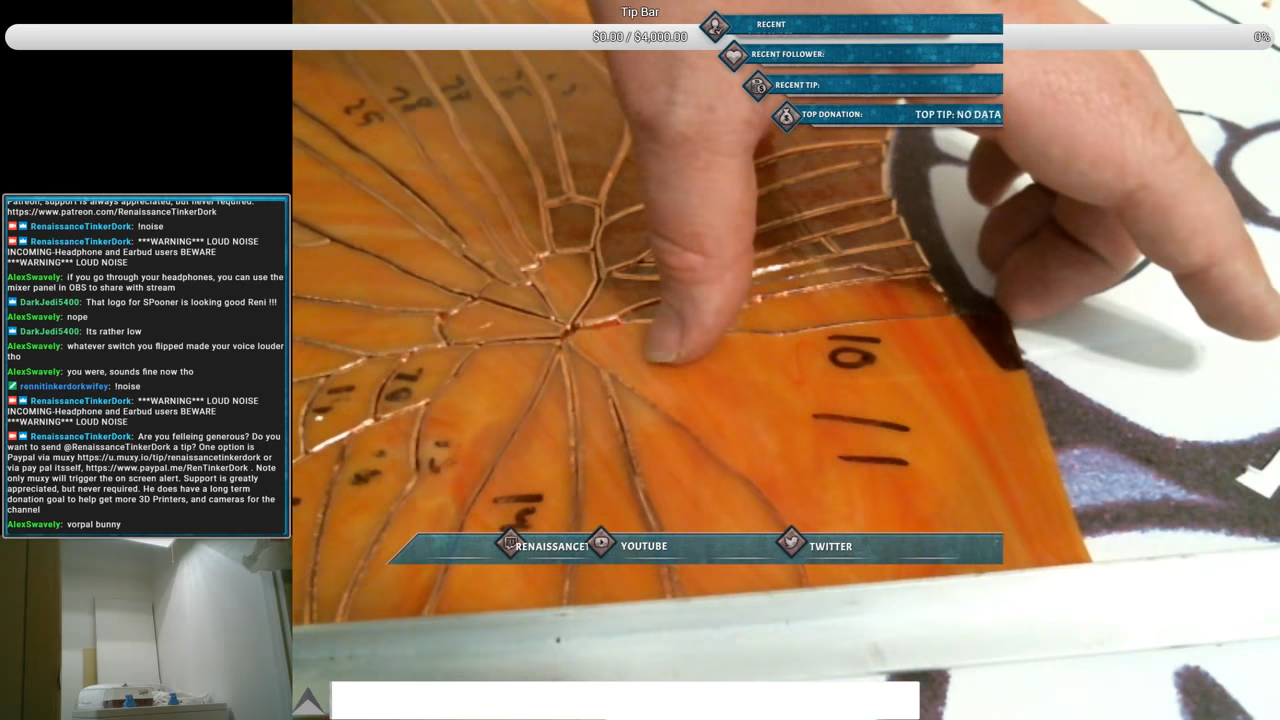 Tip Bar
$0.00 / $4,000.00
0%
RECENT
RECENT FOLLOWER:
RECENT TIP:
TOP DONATION:
TOP TIP: NO DATA
Patreon, support is always appreciated, but never required.
https://www.patreon.com/RenaissanceTinkerDork
RenaissanceTinkerDork: !noise
RenaissanceTinkerDork: ***WARNING*** LOUD NOISE
INCOMING-Headphone and Earbud users BEWARE
***WARNING*** LOUD NOISE
AlexSwavely: if you go through your headphones, you can use the
mixer panel in OBS to share with stream
DarkJedi5400: That logo for SPooner is looking good Reni !!!
AlexSwavely: nope
DarkJedi5400: Its rather low
AlexSwavely: whatever switch you flipped made your voice louder
tho
AlexSwavely: you were, sounds fine now tho
rennitinkerdorkwifey: !noise
RenaissanceTinkerDork: ***WARNING*** LOUD NOISE
INCOMING-Headphone and Earbud users BEWARE
***WARNING*** LOUD NOISE
RenaissanceTinkerDork: Are you felleing generous? Do you
want to send @RenaissanceTinkerDork a tip? One option is
Paypal via muxy https://u.muxy.io/tip/renaissancetinkerdork or
via pay pal itsself, https://www.paypal.me/RenTinkerDork . Note
only muxy will trigger the on screen alert. Support is greatly
appreciated, but never required. He does have a long term
donation goal to help get more 3D Printers, and cameras for the
channel
AlexSwavely: vorpal bunny
10
11
RENAISSANCET
YOUTUBE
TWITTER